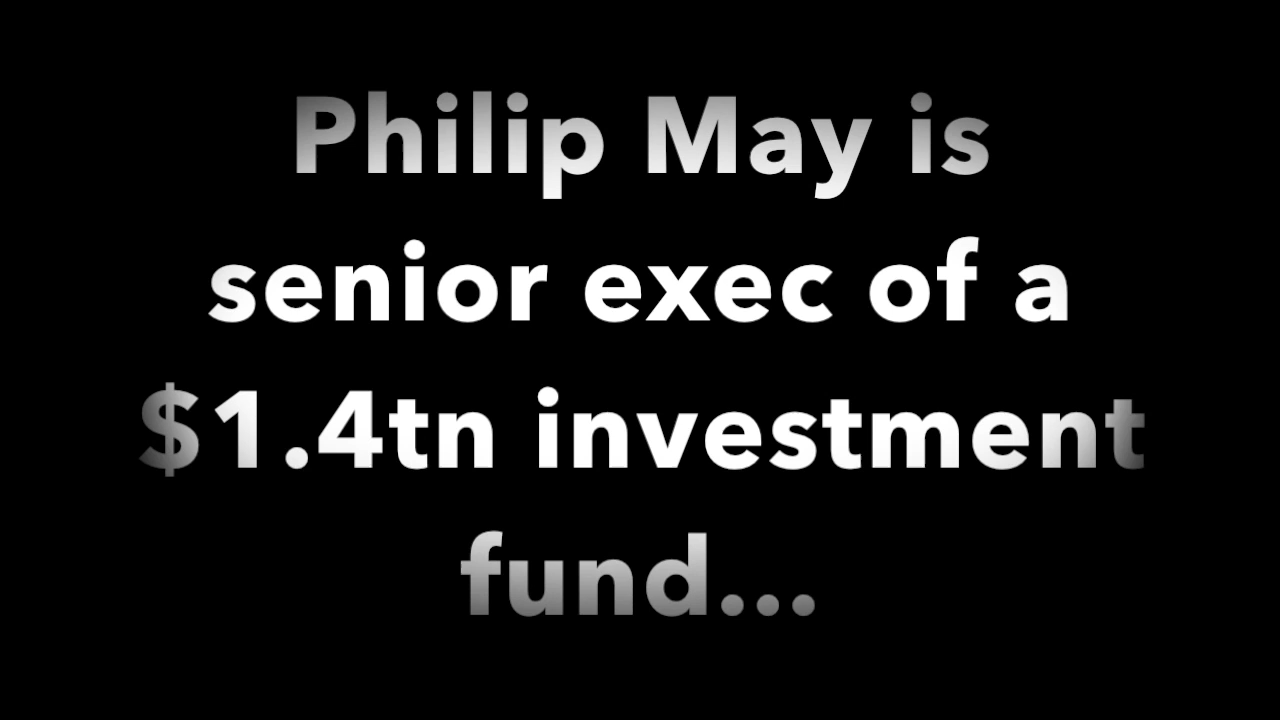 Philip May is
senior exec of a
$1.4tn investment
fund...